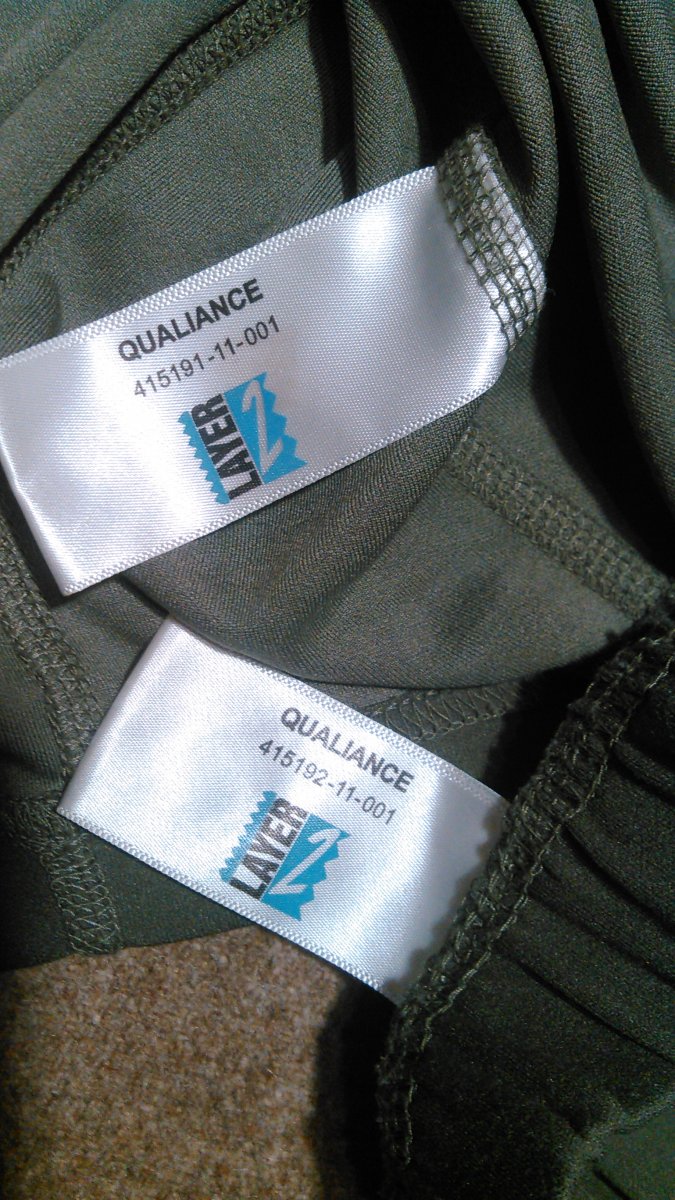 QUALIANCE
415191-11-001
LAYER 2
QUALIANCE
415192-11-001
LAYER 2